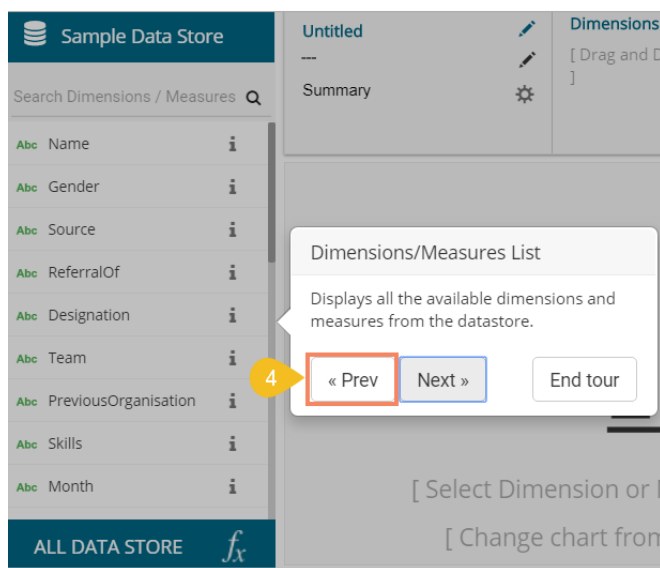 Sample Data Store
Search Dimensions / Measures
Abc Name i
Abc Gender i
Abc Source i
Abc ReferralOf i
Abc Designation i
Abc Team i
Abc PreviousOrganisation i
Abc Skills i
Abc Month i
ALL DATA STORE fx
Untitled
---
Summary
Dimensions
[ Drag and D
]
Dimensions/Measures List
Displays all the available dimensions and
measures from the datastore.
4
« Prev Next » End tour
[ Select Dimension or
[ Change chart from